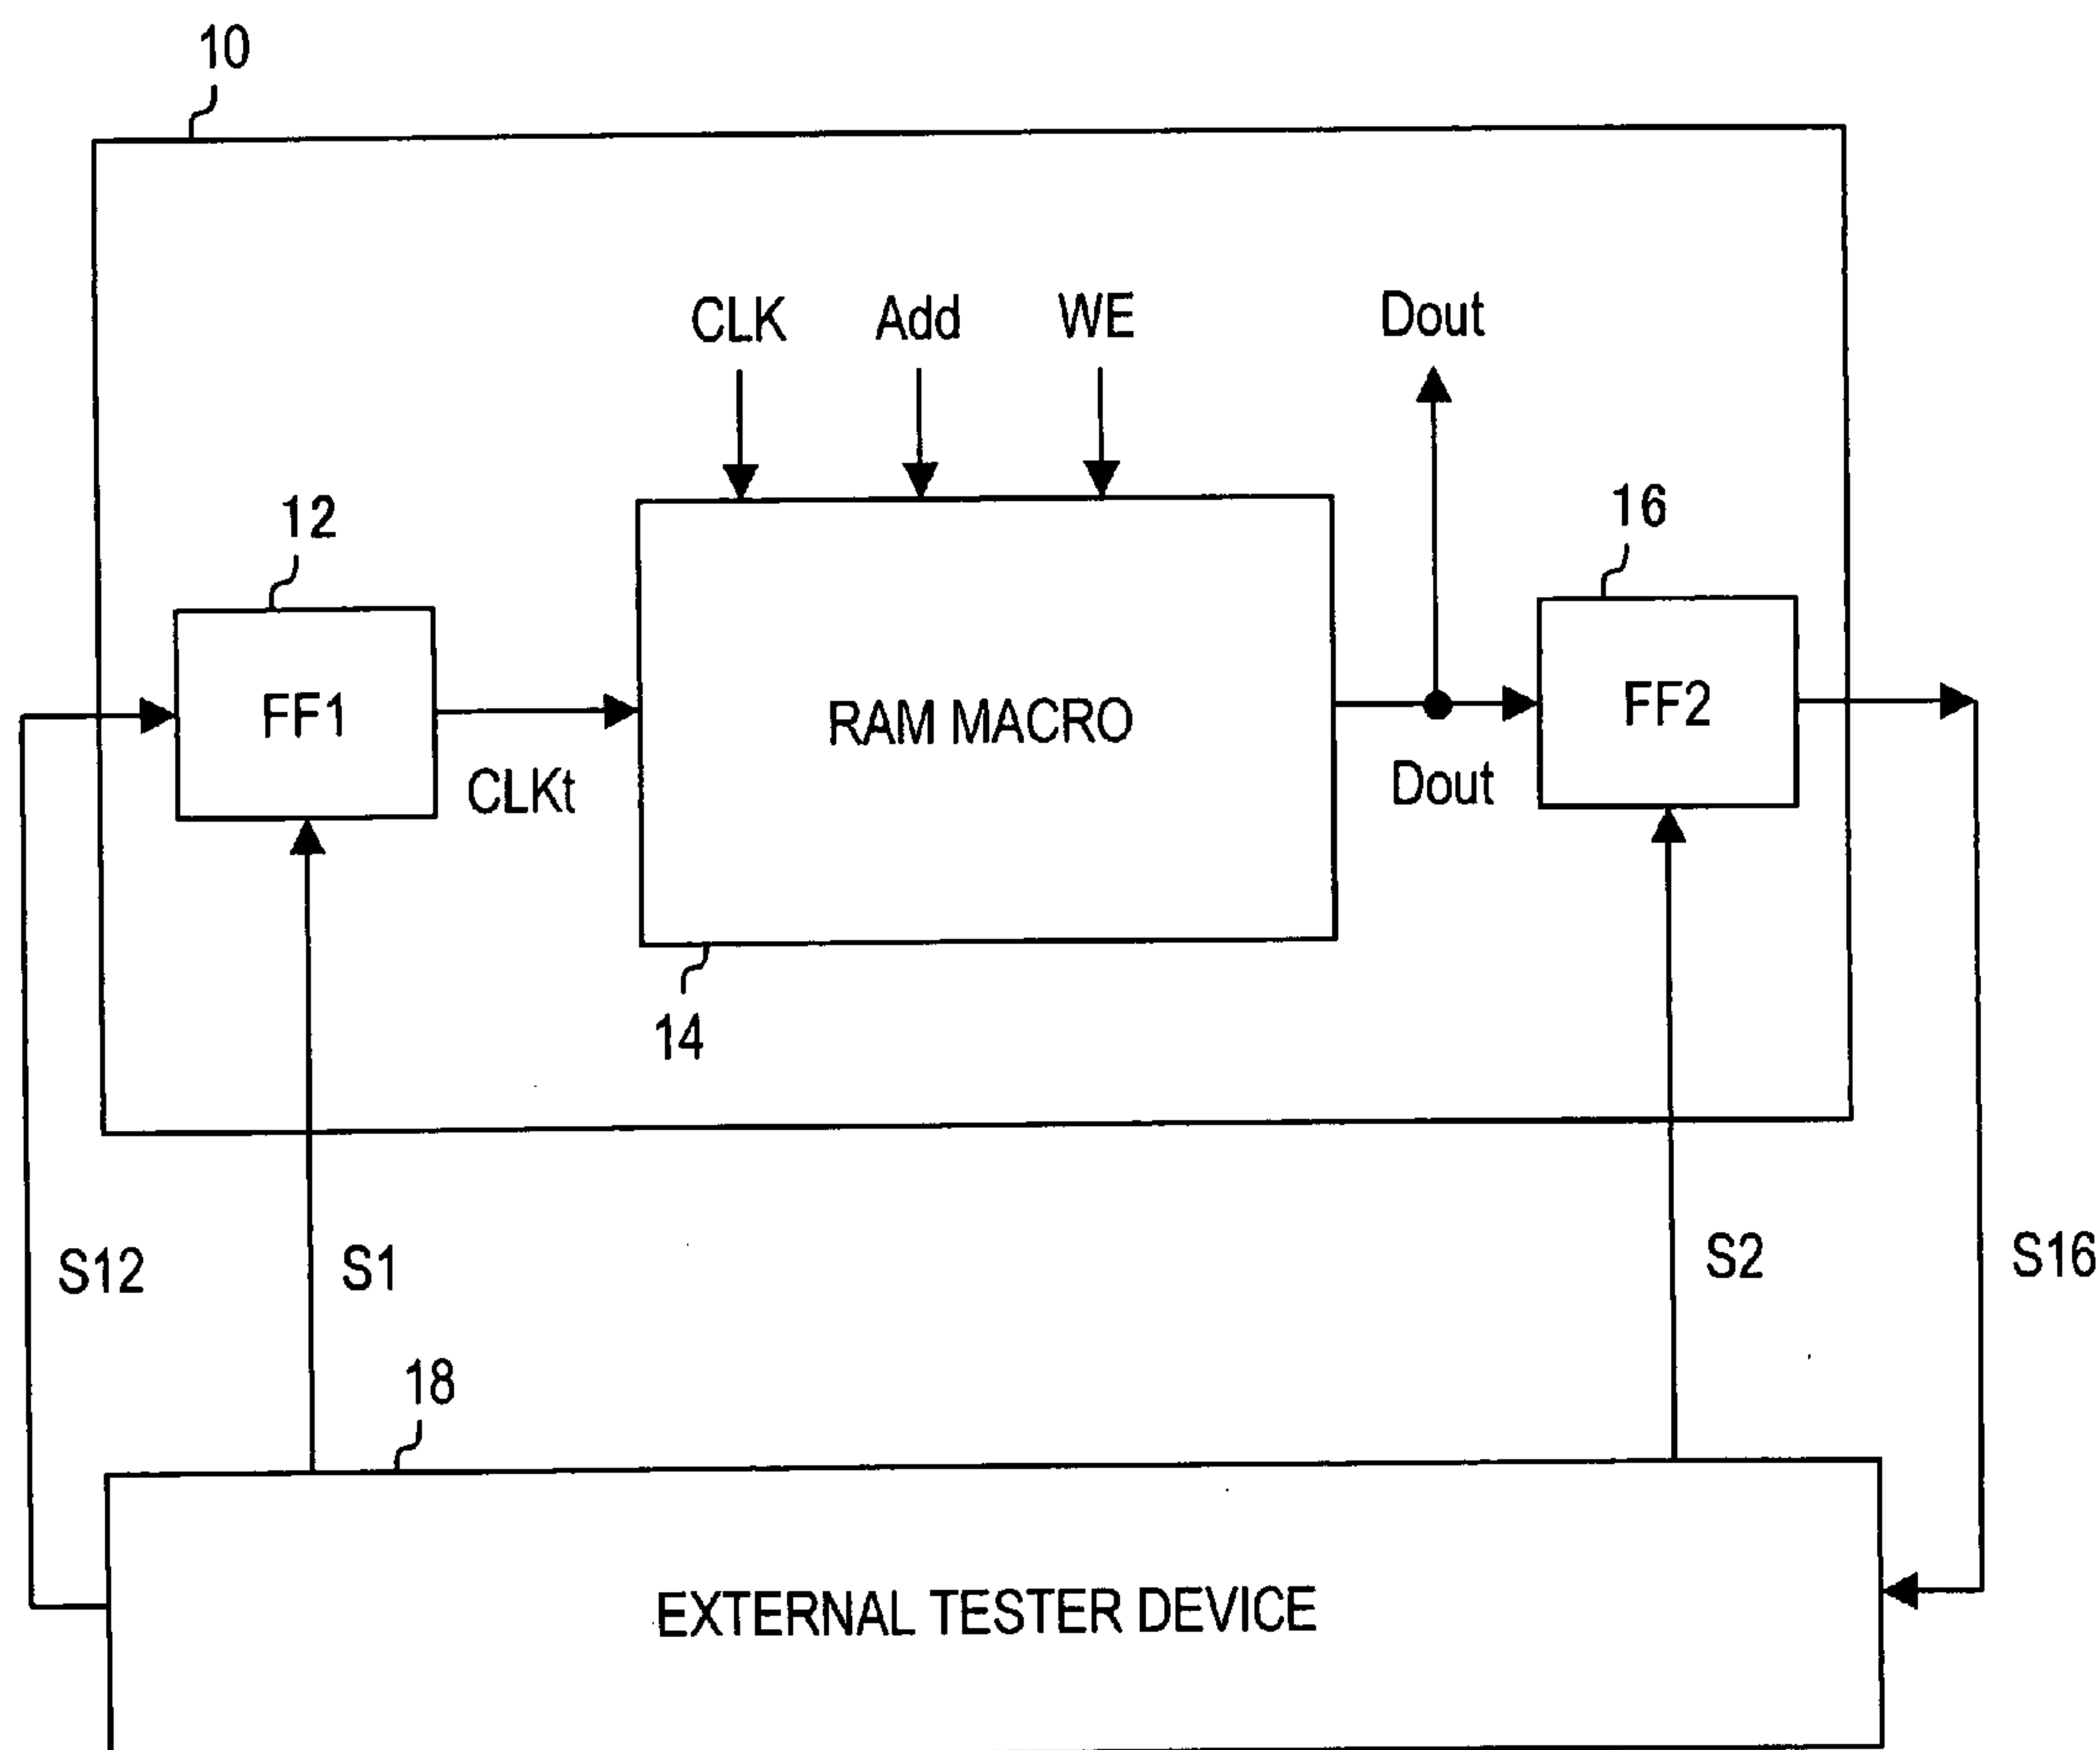 10
CLK Add WE Dout
12
16
FF1
RAM MACRO
FF2
CLKt
Dout
14
S12
S1
S2
S16
18
EXTERNAL TESTER DEVICE